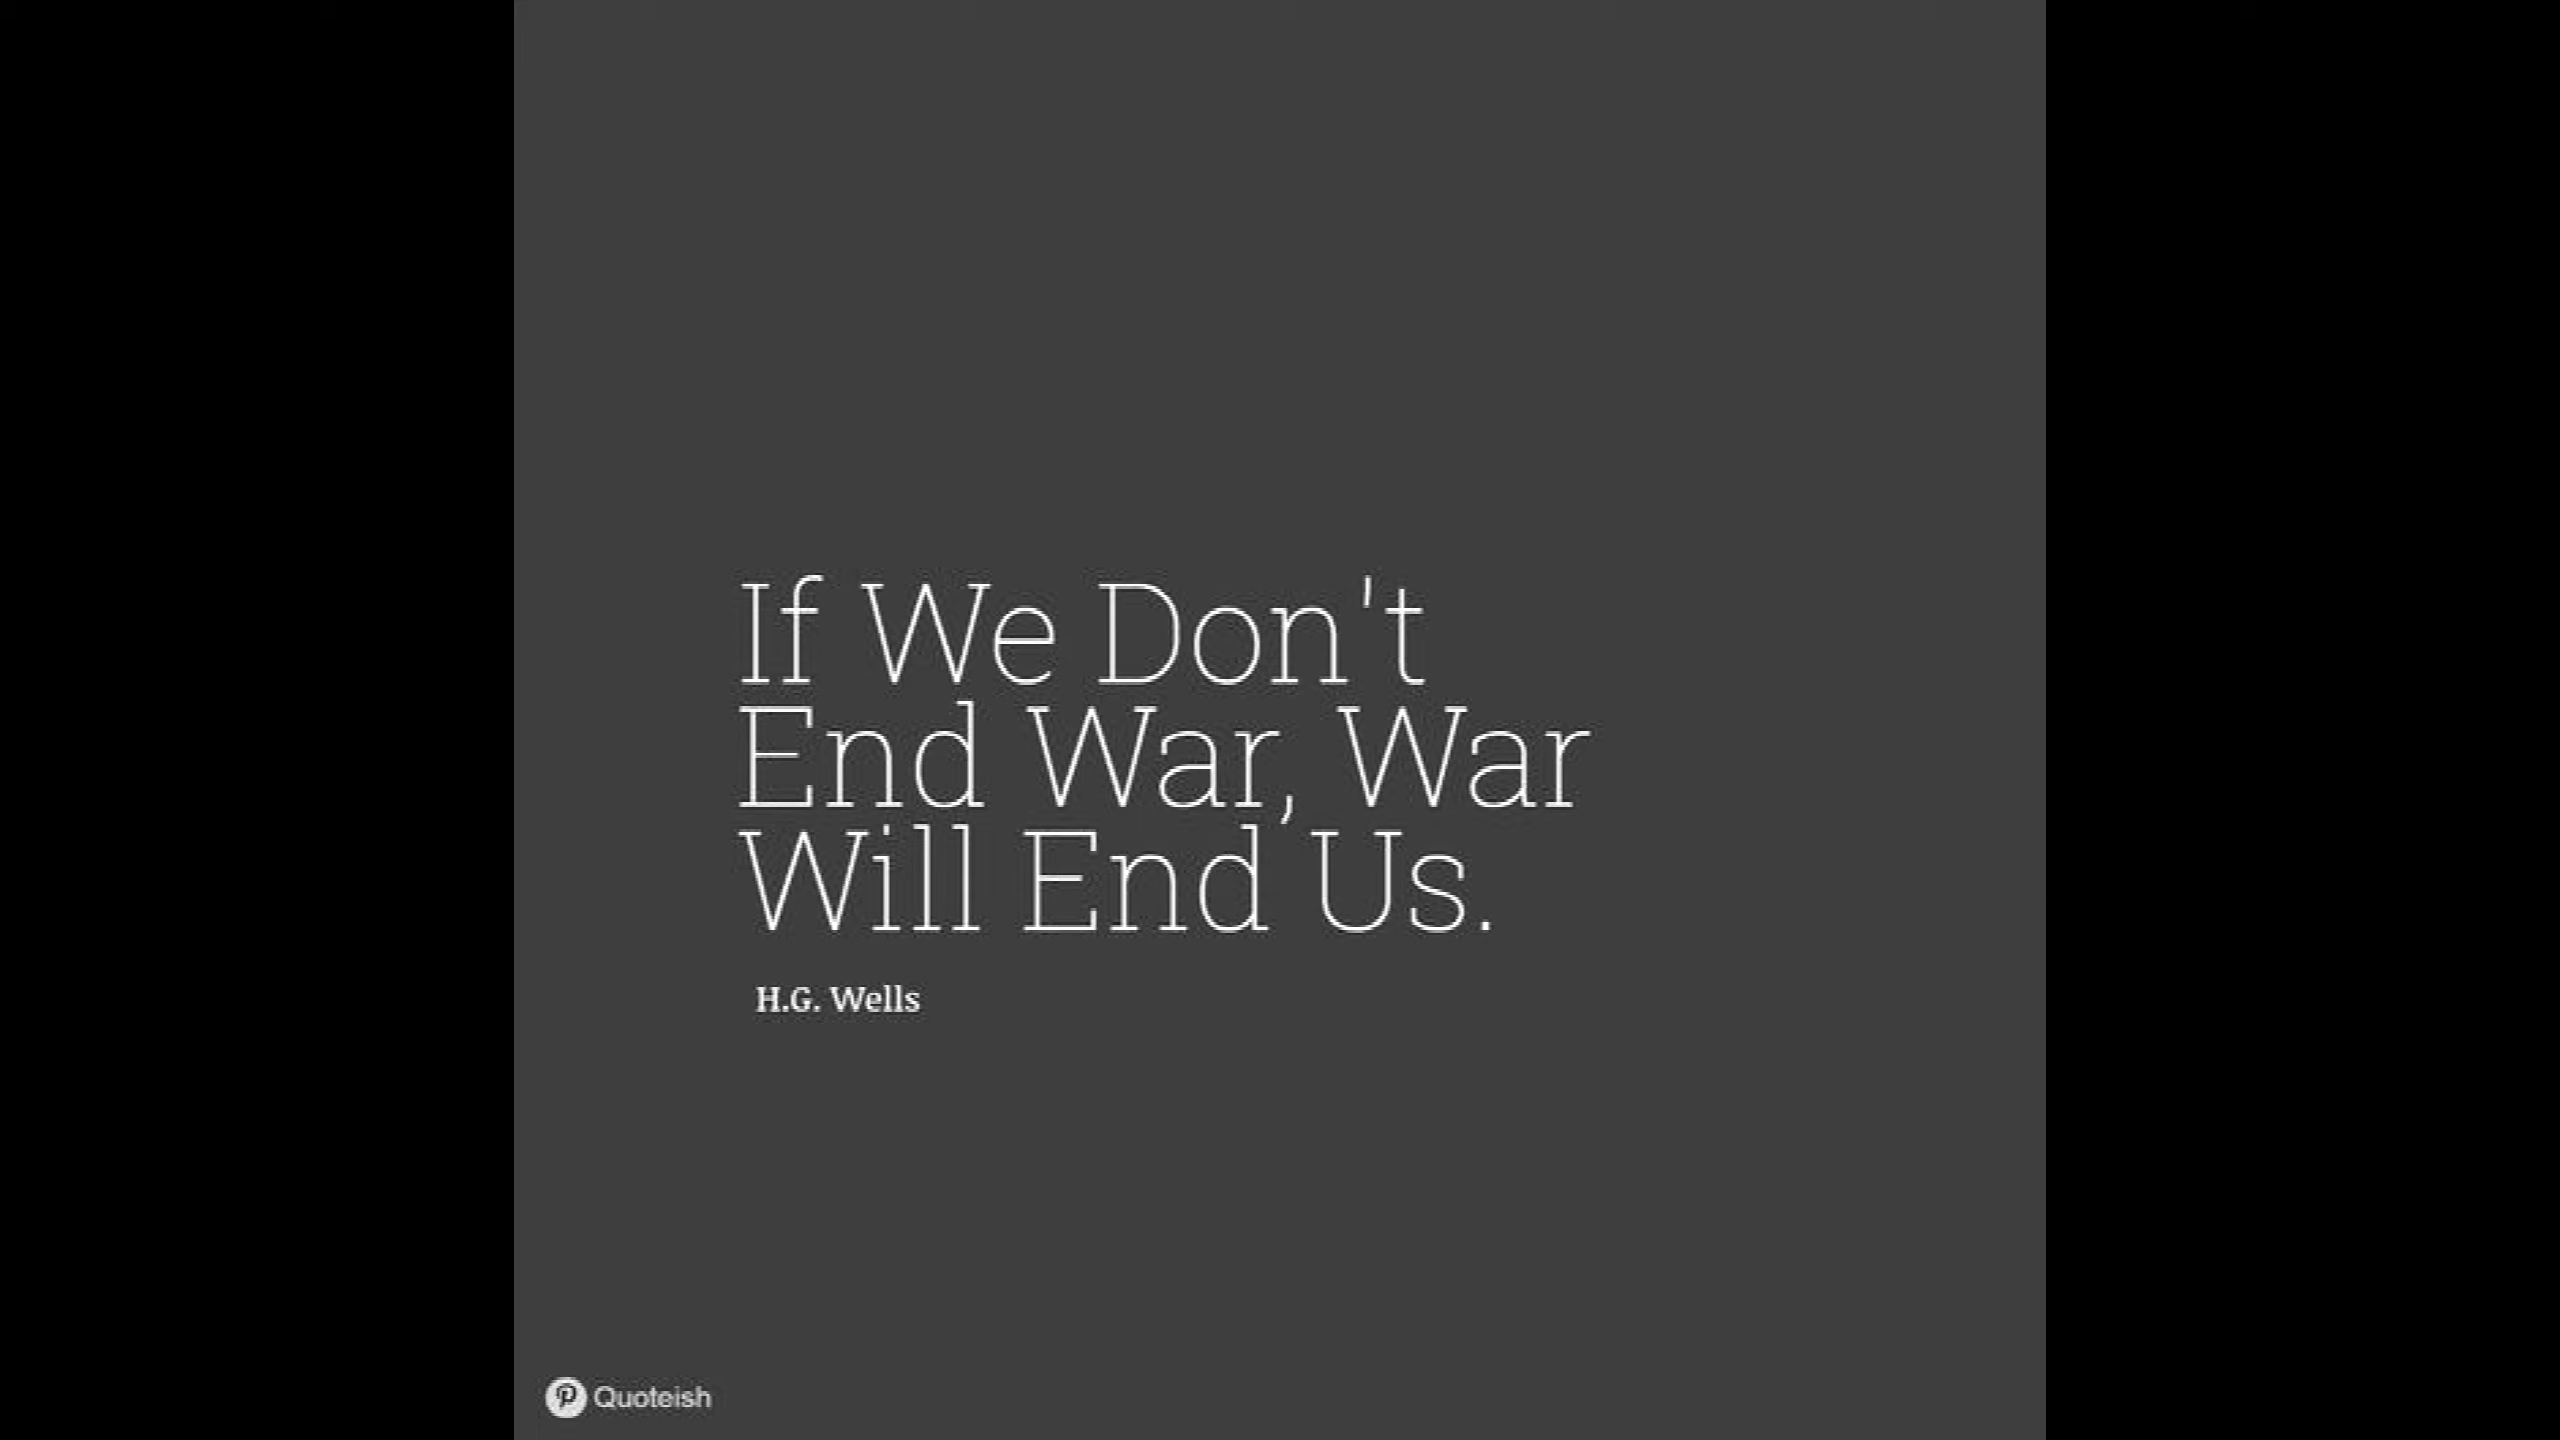 If We Don't
End War, War
Will End Us.
H.G. Wells
Quoteish